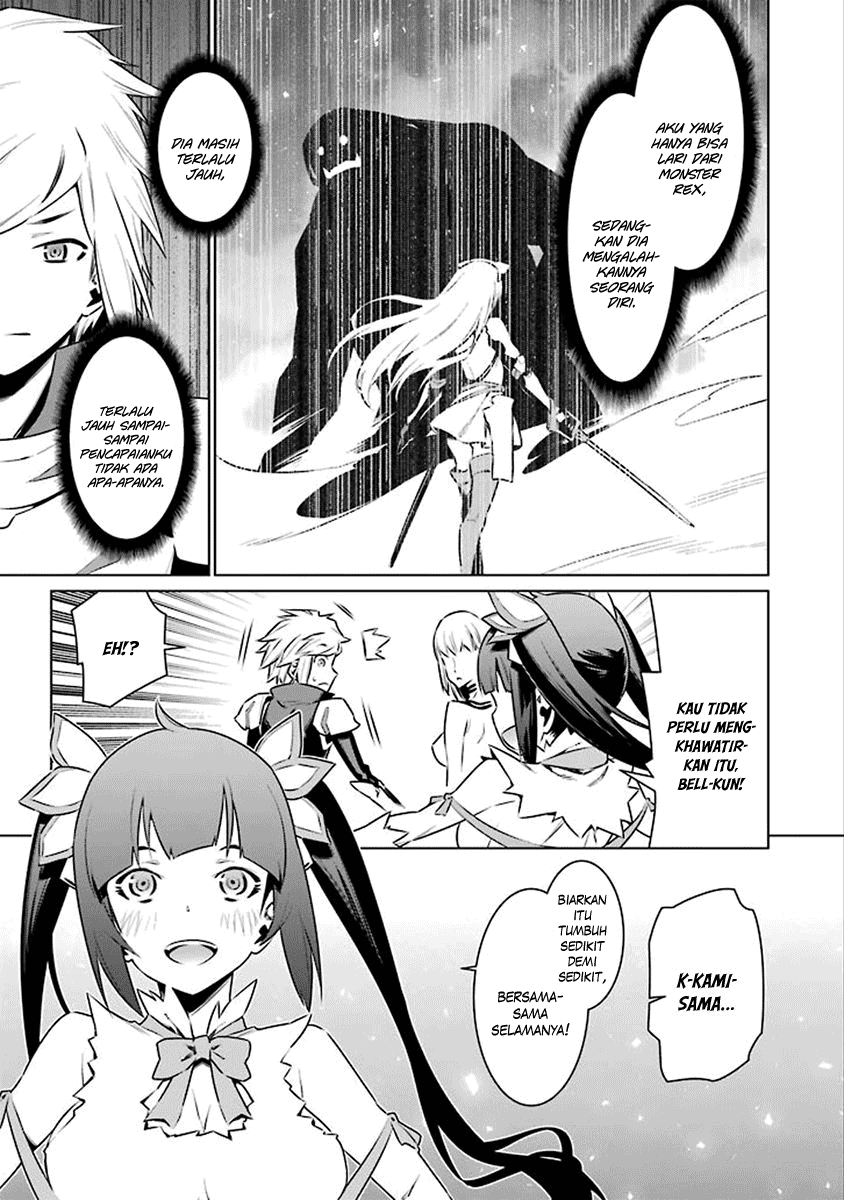 AKU YANG
HANYA BISA
LARI DARI
MONSTER
REX,
SEDANG-
KAN DIA
MENGALAH-
KANNYA
SEORANG
DIRI.
DIA MASIH
TERLALU
JAUH,
TERLALU
JAUH SAMPAI-
SAMPAI
PENCAPAIANKU
TIDAK ADA
APA-APANYA.
KAU TIDAK
PERLU MENG-
KHAWATIR-
KAN ITU,
BELL-KUN!
EH!?
K-KAMI-
SAMA...
BIARKAN
ITU
TUMBUH
SEDIKIT
DEMI
SEDIKIT,
BERSAMA-
SAMA
SELAMANYA!